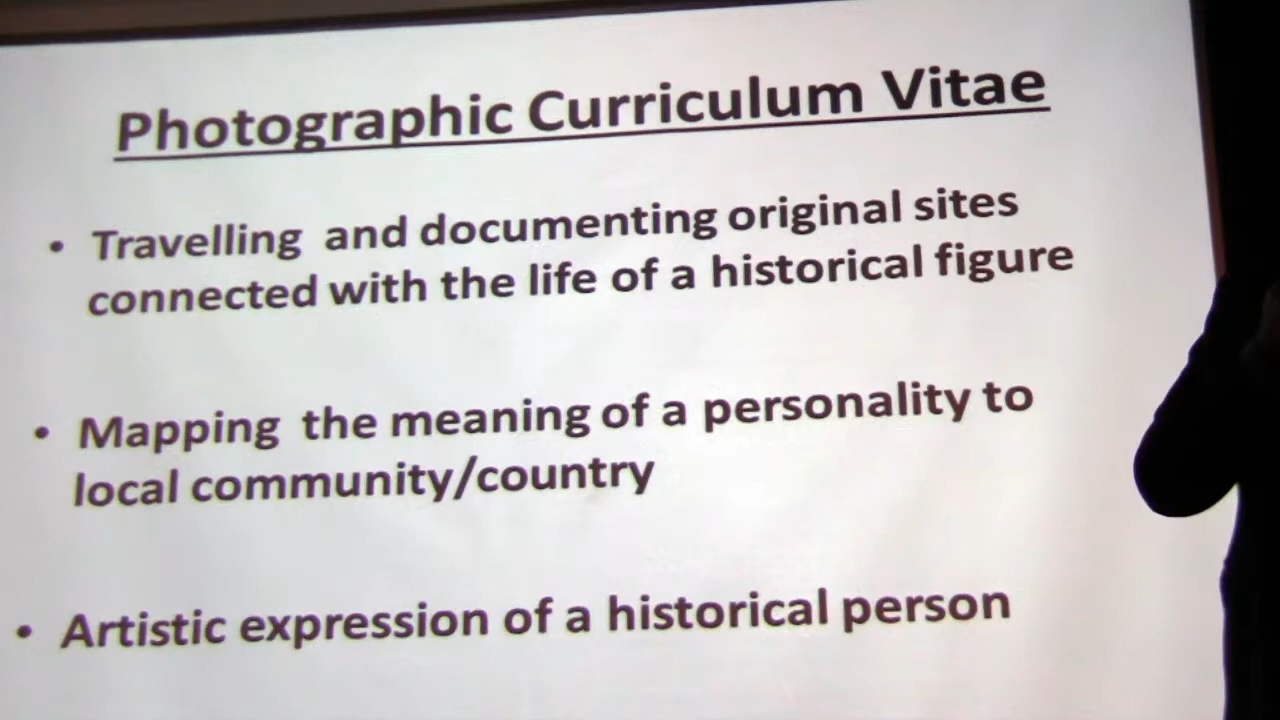 Photographic Curriculum Vitae
• Travelling and documenting original sites
connected with the life of a historical figure
• Mapping the meaning of a personality to
local community/country
• Artistic expression of a historical person